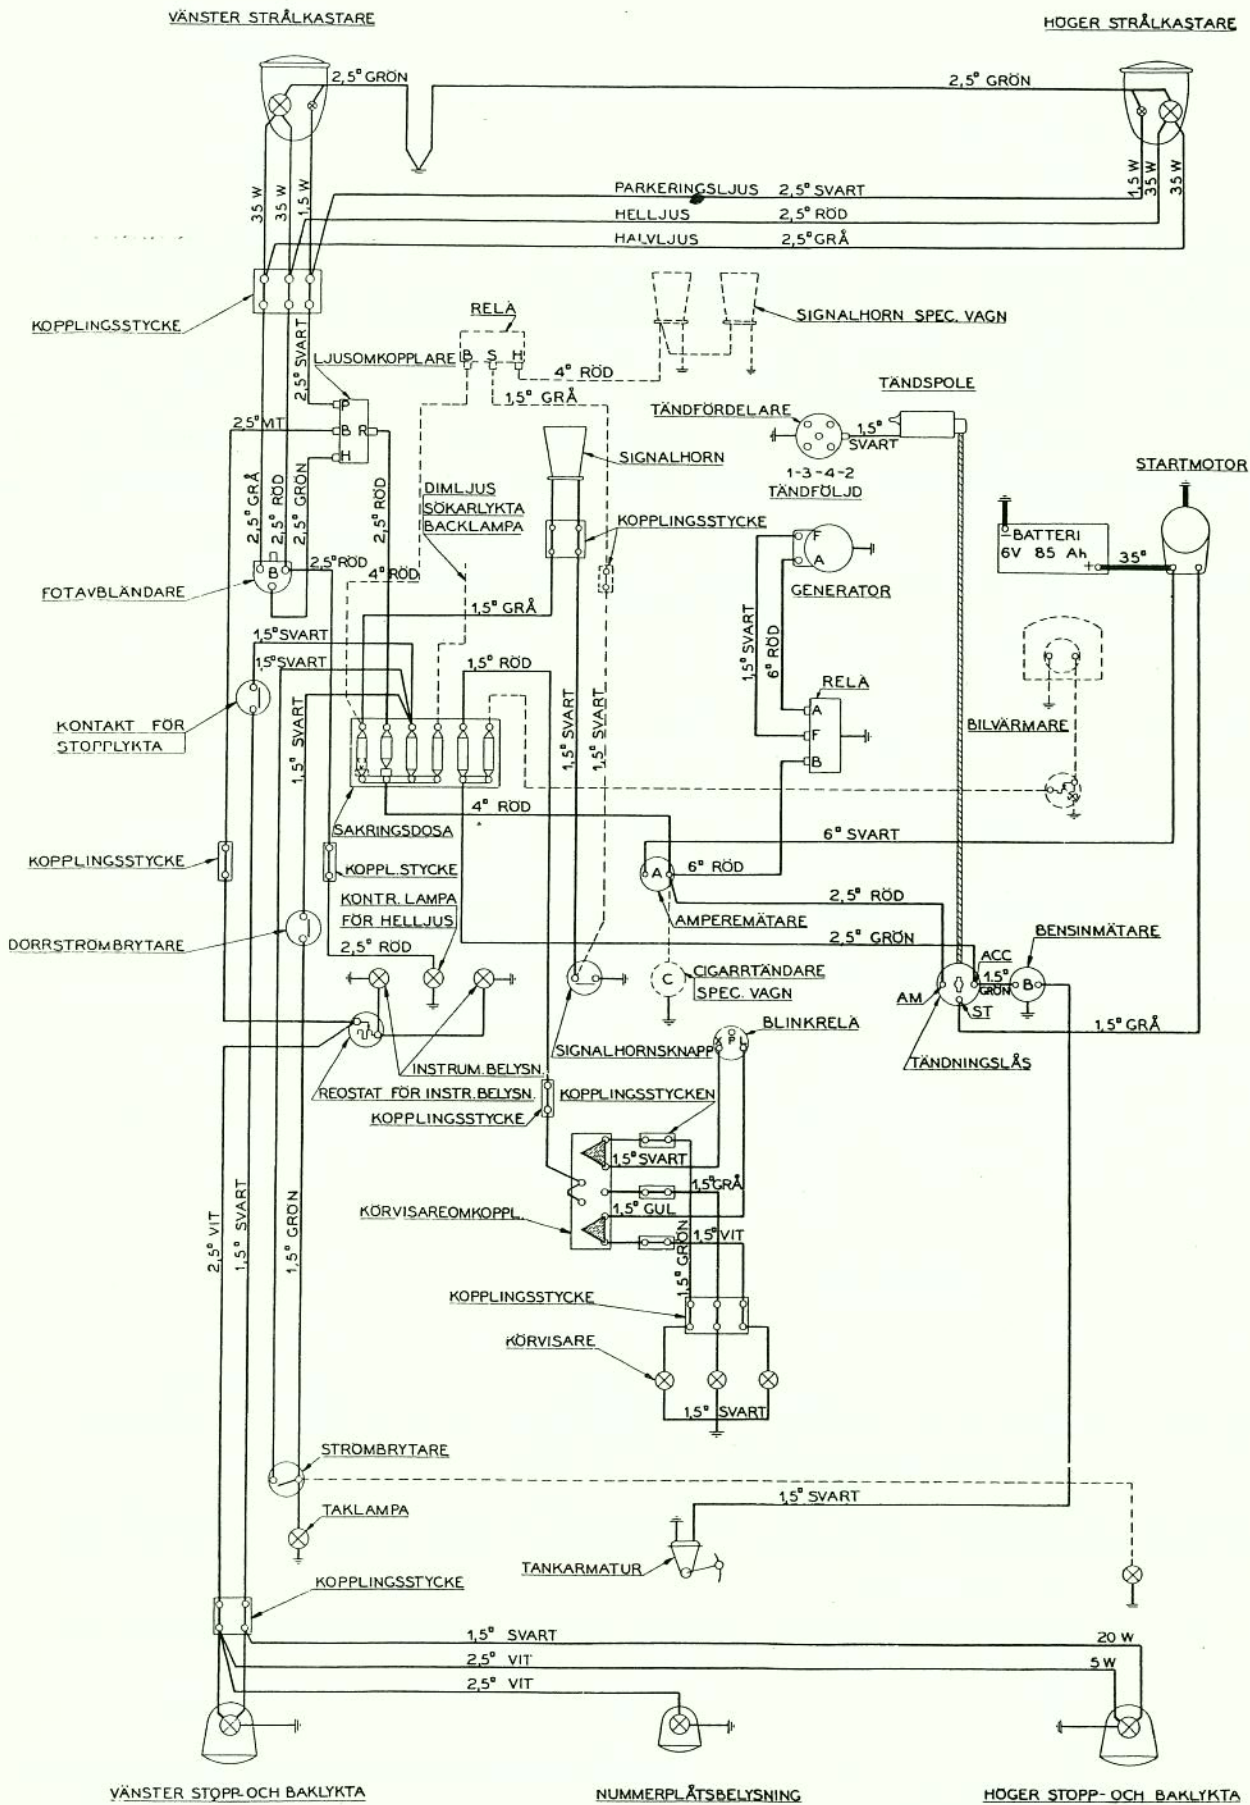 VÄNSTER STRÅLKASTARE
HÖGER STRÅLKASTARE
2,5° GRÖN
2,5° GRÖN
35 W
35 W
1,5 W
1,5 W
35 W
35 W
PARKERINGSLJUS 2,5° SVART
HELLJUS 2,5° RÖD
HALVLJUS 2,5° GRÅ
KOPPLINGSSTYCKE
RELÄ
B S H
SIGNALHORN SPEC. VAGN
2,5° SVART
LJUSOMKOPPLARE
4° RÖD
1,5° GRÅ
TÄNDSPOLE
P
B R
H
2,5° MT
TÄNDFÖRDELARE
1,5° SVART
1-3-4-2
TÄNDFÖLJD
SIGNALHORN
STARTMOTOR
2,5° GRÅ
2,5° RÖD
2,5° GRÖN
2,5° RÖD
DIMLJUS
SÖKARLYKTA
BACKLAMPA
KOPPLINGSSTYCKE
F
A
GENERATOR
BATTERI
6V 85 Ah
- +
35°
B
2,5° RÖD
4° RÖD
FOTAVBLÄNDARE
1,5° GRÅ
1,5° SVART
1,5° SVART
1,5° RÖD
1,5° SVART
6° RÖD
RELÄ
A
F
B
BILVÄRMARE
KONTAKT FÖR
STOPPLYKTA
1,5° SVART
1,5° SVART
1,5° SVART
4° RÖD
SÄKRINGSDOSA
6° SVART
KOPPLINGSSTYCKE
KOPPL.STYCKE
A
6° RÖD
2,5° RÖD
AMPEREMÄTARE
KONTR. LAMPA
FÖR HELLJUS
DÖRRSTRÖMBRYTARE
2,5° RÖD
2,5° GRÖN
BENSINMÄTARE
C
CIGARRTÄNDARE
SPEC. VAGN
ACC
1.5° GRÖN
B
AM
ST
1,5° GRÅ
BLINKRELÄ
X P L
SIGNALHORNSKNAPP
TÄNDNINGSLÅS
INSTRUM.BELYSN.
REOSTAT FÖR INSTR.BELYSN.
KOPPLINGSSTYCKE
KOPPLINGSSTYCKEN
1,5° SVART
1,5° GRÅ
1,5° GUL
KÖRVISAREOMKOPPL.
1,5° VIT
1,5° GRÖN
2,5° VIT
1,5° SVART
1,5° GRÖN
KOPPLINGSSTYCKE
KÖRVISARE
1,5° SVART
STRÖMBRYTARE
1,5° SVART
TAKLAMPA
TANKARMATUR
KOPPLINGSSTYCKE
1,5° SVART
20 W
2,5° VIT
5 W
2,5° VIT
VÄNSTER STOPP-OCH BAKLYKTA
NUMMERPLÅTSBELYSNING
HÖGER STOPP- OCH BAKLYKTA